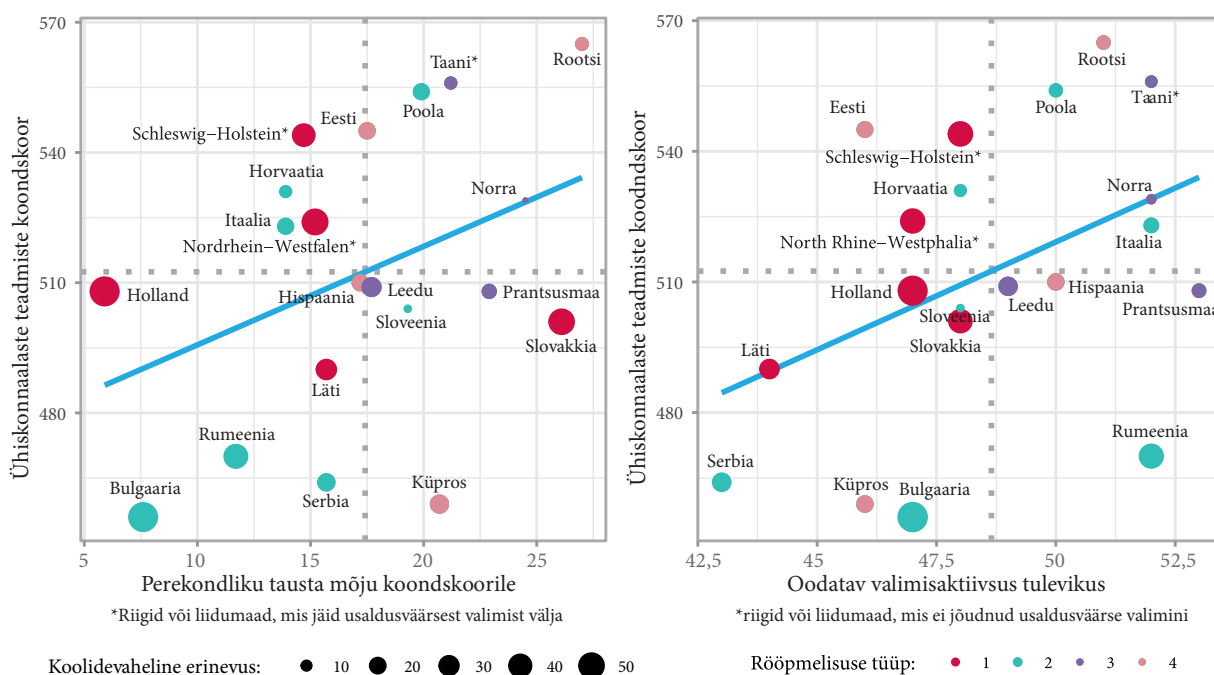 Ühiskonnaalaste teadmiste koondskoor
570
540
510
480
Rootsi
Taani*
Poola
Eesti
Schleswig–Holstein*
Horvaatia
Norra
Itaalia
Nordrhein–Westfalen*
Hispaania
Leedu
Prantsusmaa
Holland
Sloveenia
Slovakkia
Läti
Rumeenia
Serbia
Küpros
Bulgaaria
5
10
15
20
25
Perekondliku tausta mõju koondskoorile
*Riigid või liidumaad, mis jäid usaldusväärsest valimist välja
Koolidevaheline erinevus:
10
20
30
40
50
Ühiskonnaalaste teadmiste koodnskoor
570
540
510
480
Rootsi
Taani*
Poola
Eesti
Schleswig–Holstein*
Horvaatia
Norra
Itaalia
North Rhine–Westphalia*
Hispaania
Holland
Leedu
Prantsusmaa
Sloveenia
Slovakkia
Läti
Rumeenia
Serbia
Küpros
Bulgaaria
42,5
45
47,5
50
52,5
Oodatav valimisaktiivsus tulevikus
*riigid või liidumaad, mis ei jõudnud usaldusväärse valimini
Rööpmelisuse tüüp:
1
2
3
4